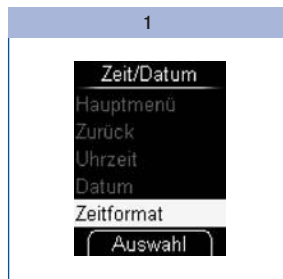 1
Zeit/Datum
Hauptmenü
Zurück
Uhrzeit
Datum
Zeitformat
Auswahl